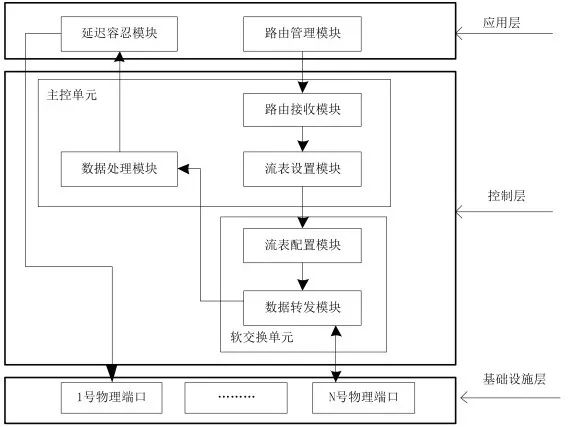 延迟容忍模块
路由管理模块
应用层
主控单元
路由接收模块
数据处理模块
流表设置模块
控制层
流表配置模块
数据转发模块
软交换单元
基础设施层
1号物理端口
………
N号物理端口